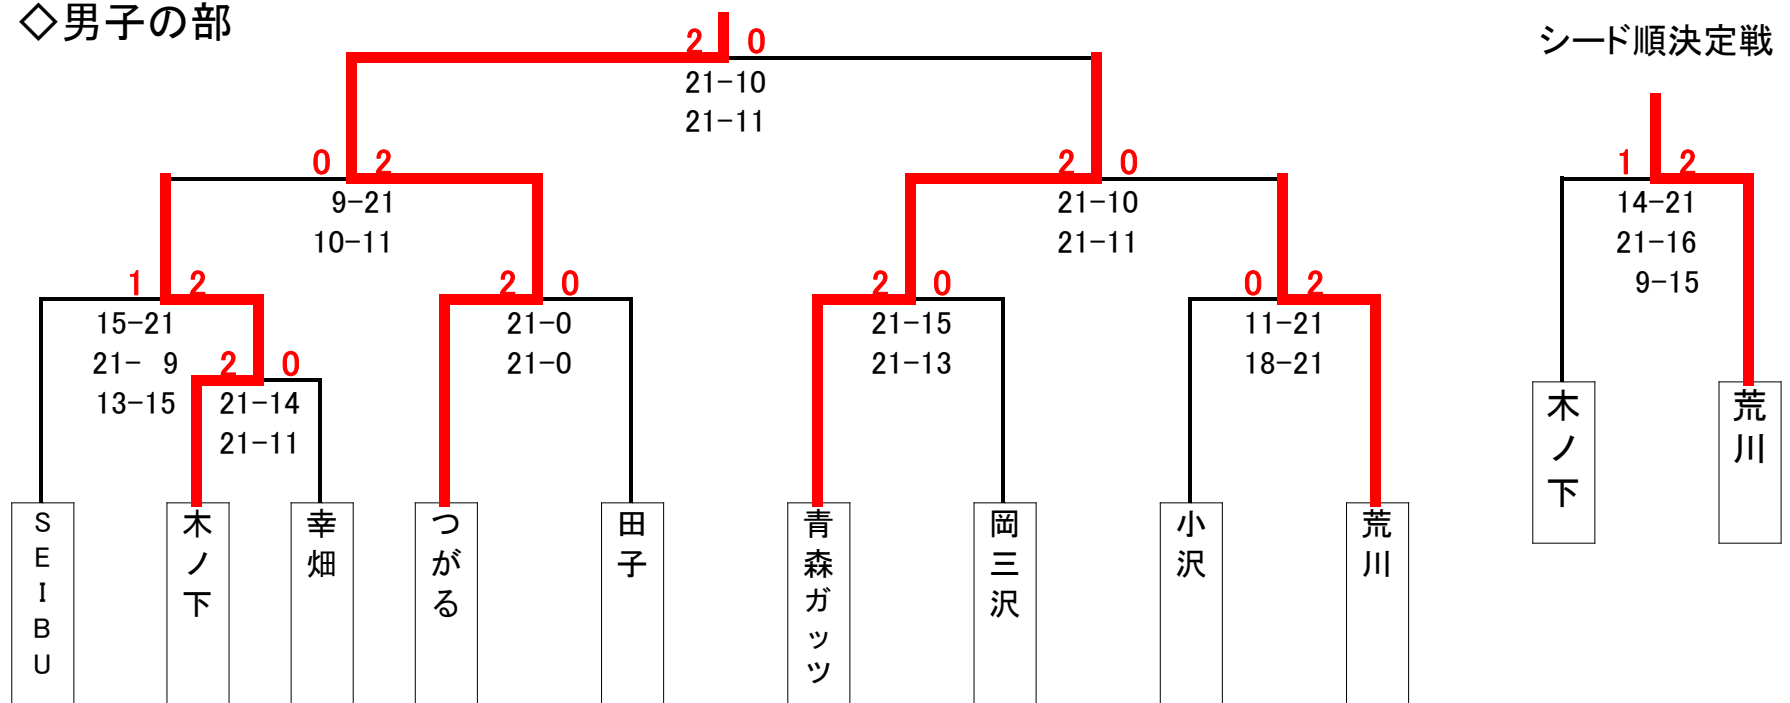 ◇男子の部
シード順決定戦
2 0
21-10
21-11
0 2
9-21
10-11
2 0
21-10
21-11
1 2
14-21
21-16
9-15
1 2
15-21
21- 9
13-15
2 0
21-14
21-11
2 0
21-0
21-0
2 0
21-15
21-13
0 2
11-21
18-21
SEIBU
木ノ下
幸畑
つがる
田子
青森ガッツ
岡三沢
小沢
荒川
木ノ下
荒川